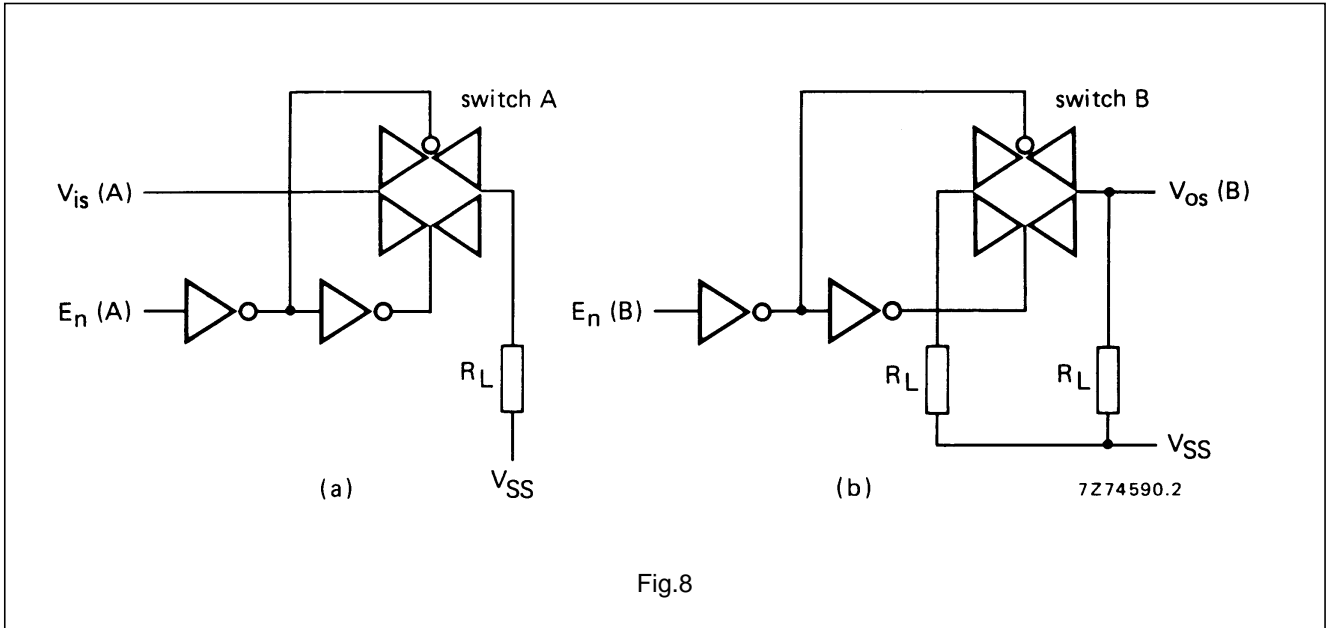 switch A
V_is (A)
E_n (A)
R_L
V_SS
(a)
switch B
V_os (B)
E_n (B)
R_L
R_L
V_SS
(b)
7Z74590.2
Fig.8